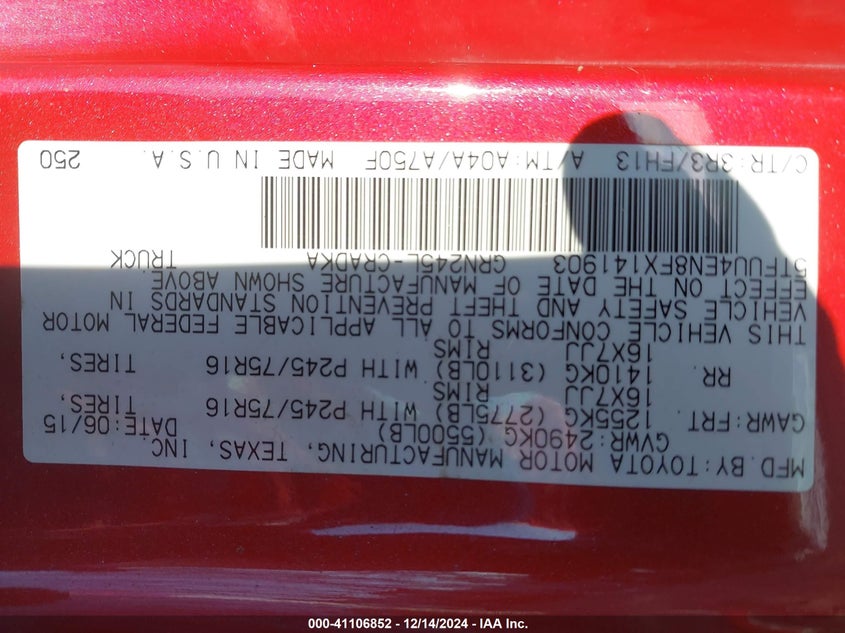 MFD.BY:TOYOTA MOTOR MANUFACTURING, TEXAS, INC.
GVWR:2490KG (5500LB) DATE:06/15
GAWR:FRT. 1255KG (2775LB) WITH P245/75R16 TIRES,
16X7JJ RIMS
RR. 1410KG (3110LB) WITH P245/75R16 TIRES,
16X7JJ RIMS
THIS VEHICLE CONFORMS TO ALL APPLICABLE FEDERAL MOTOR
VEHICLE SAFETY AND THEFT PREVENTION STANDARDS IN
EFFECT ON THE DATE OF MANUFACTURE SHOWN ABOVE.
5TFUU4EN8FX141903 GRN245L-CRADKA TRUCK
C/TR:3R3/FH13 A/TM:A04A/A750F MADE IN U.S.A. 250
000-41106852 - 12/14/2024 - IAA Inc.